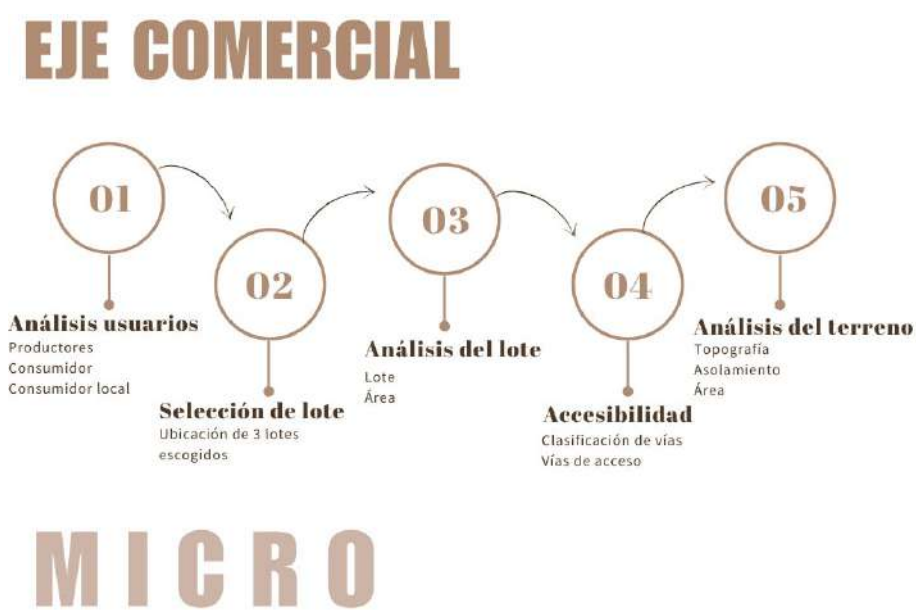 EJE COMERCIAL
01
Análisis usuarios
Productores
Consumidor
Consumidor local
02
Selección de lote
Ubicación de 3 lotes
escogidos
03
Análisis del lote
Lote
Área
04
Accesibilidad
Clasificación de vías
Vías de acceso
05
Análisis del terreno
Topografía
Asolamiento
Área
MICRO